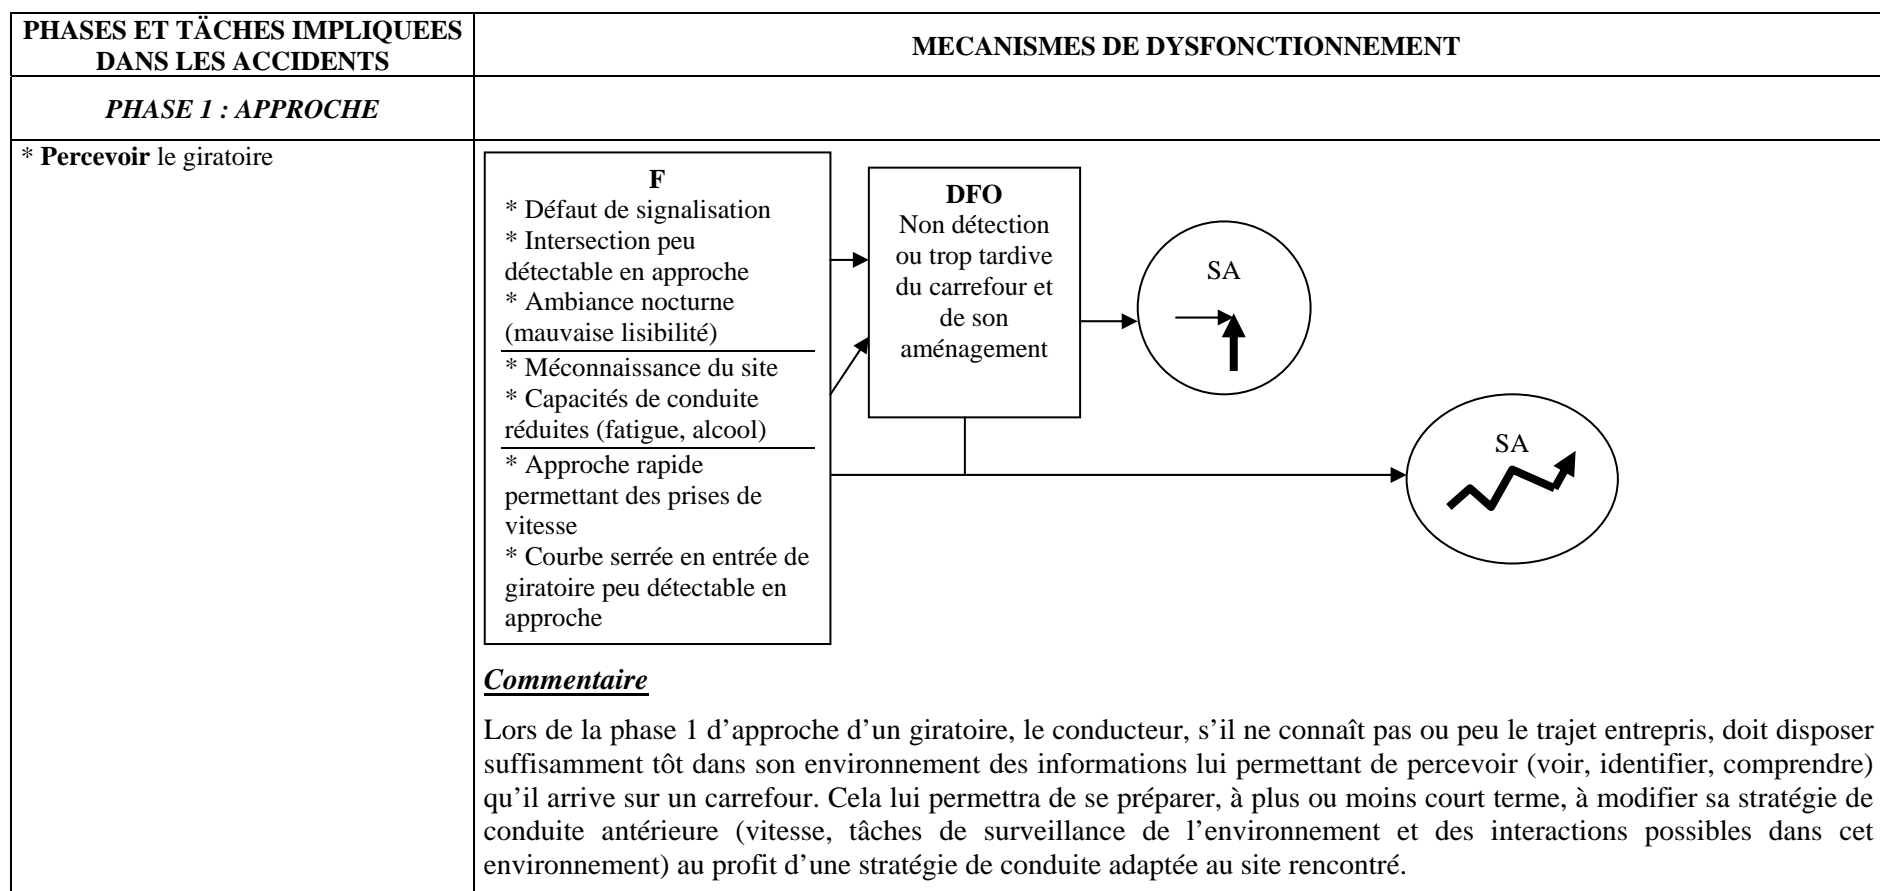 PHASES ET TÄCHES IMPLIQUEES
DANS LES ACCIDENTS
MECANISMES DE DYSFONCTIONNEMENT
PHASE 1 : APPROCHE
* Percevoir le giratoire
F
* Défaut de signalisation
* Intersection peu
détectable en approche
* Ambiance nocturne
(mauvaise lisibilité)
* Méconnaissance du site
* Capacités de conduite
réduites (fatigue, alcool)
* Approche rapide
permettant des prises de
vitesse
* Courbe serrée en entrée de
giratoire peu détectable en
approche
DFO
Non détection
ou trop tardive
du carrefour et
de son
aménagement
SA
SA
Commentaire
Lors de la phase 1 d’approche d’un giratoire, le conducteur, s’il ne connaît pas ou peu le trajet entrepris, doit disposer
suffisamment tôt dans son environnement des informations lui permettant de percevoir (voir, identifier, comprendre)
qu’il arrive sur un carrefour. Cela lui permettra de se préparer, à plus ou moins court terme, à modifier sa stratégie de
conduite antérieure (vitesse, tâches de surveillance de l’environnement et des interactions possibles dans cet
environnement) au profit d’une stratégie de conduite adaptée au site rencontré.